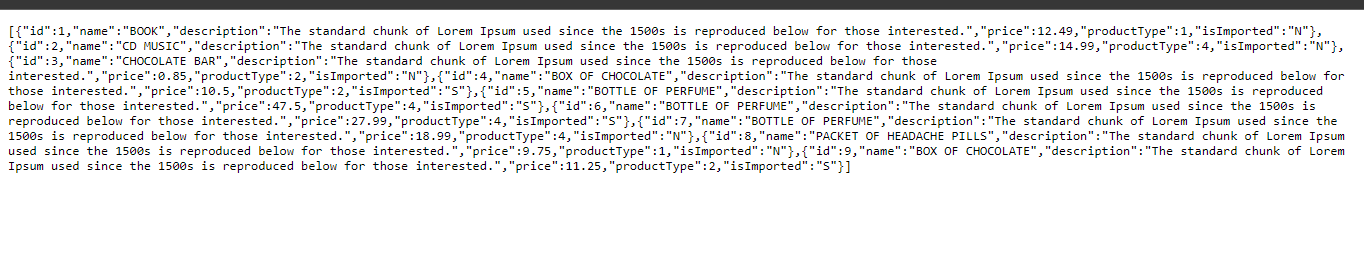 [{"id":1,"name":"BOOK","description":"The standard chunk of Lorem Ipsum used since the 1500s is reproduced below for those interested.","price":12.49,"productType":1,"isImported":"N"},
{"id":2,"name":"CD MUSIC","description":"The standard chunk of Lorem Ipsum used since the 1500s is reproduced below for those interested.","price":14.99,"productType":4,"isImported":"N"},
{"id":3,"name":"CHOCOLATE BAR","description":"The standard chunk of Lorem Ipsum used since the 1500s is reproduced below for those
interested.","price":0.85,"productType":2,"isImported":"N"},{"id":4,"name":"BOX OF CHOCOLATE","description":"The standard chunk of Lorem Ipsum used since the 1500s is reproduced below for
those interested.","price":10.5,"productType":2,"isImported":"S"},{"id":5,"name":"BOTTLE OF PERFUME","description":"The standard chunk of Lorem Ipsum used since the 1500s is reproduced
below for those interested.","price":47.5,"productType":4,"isImported":"S"},{"id":6,"name":"BOTTLE OF PERFUME","description":"The standard chunk of Lorem Ipsum used since the 1500s is
reproduced below for those interested.","price":27.99,"productType":4,"isImported":"S"},{"id":7,"name":"BOTTLE OF PERFUME","description":"The standard chunk of Lorem Ipsum used since the
1500s is reproduced below for those interested.","price":18.99,"productType":4,"isImported":"N"},{"id":8,"name":"PACKET OF HEADACHE PILLS","description":"The standard chunk of Lorem Ipsum
used since the 1500s is reproduced below for those interested.","price":9.75,"productType":1,"isImported":"N"},{"id":9,"name":"BOX OF CHOCOLATE","description":"The standard chunk of Lorem
Ipsum used since the 1500s is reproduced below for those interested.","price":11.25,"productType":2,"isImported":"S"}]